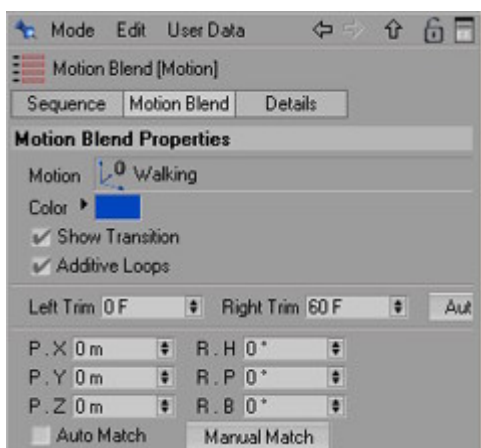 Mode Edit User Data
Motion Blend [Motion]
Sequence Motion Blend Details
Motion Blend Properties
Motion 0 Walking
Color
Show Transition
Additive Loops
Left Trim 0 F Right Trim 60 F Aut
P . X 0 m R . H 0 °
P . Y 0 m R . P 0 °
P . Z 0 m R . B 0 °
Auto Match Manual Match